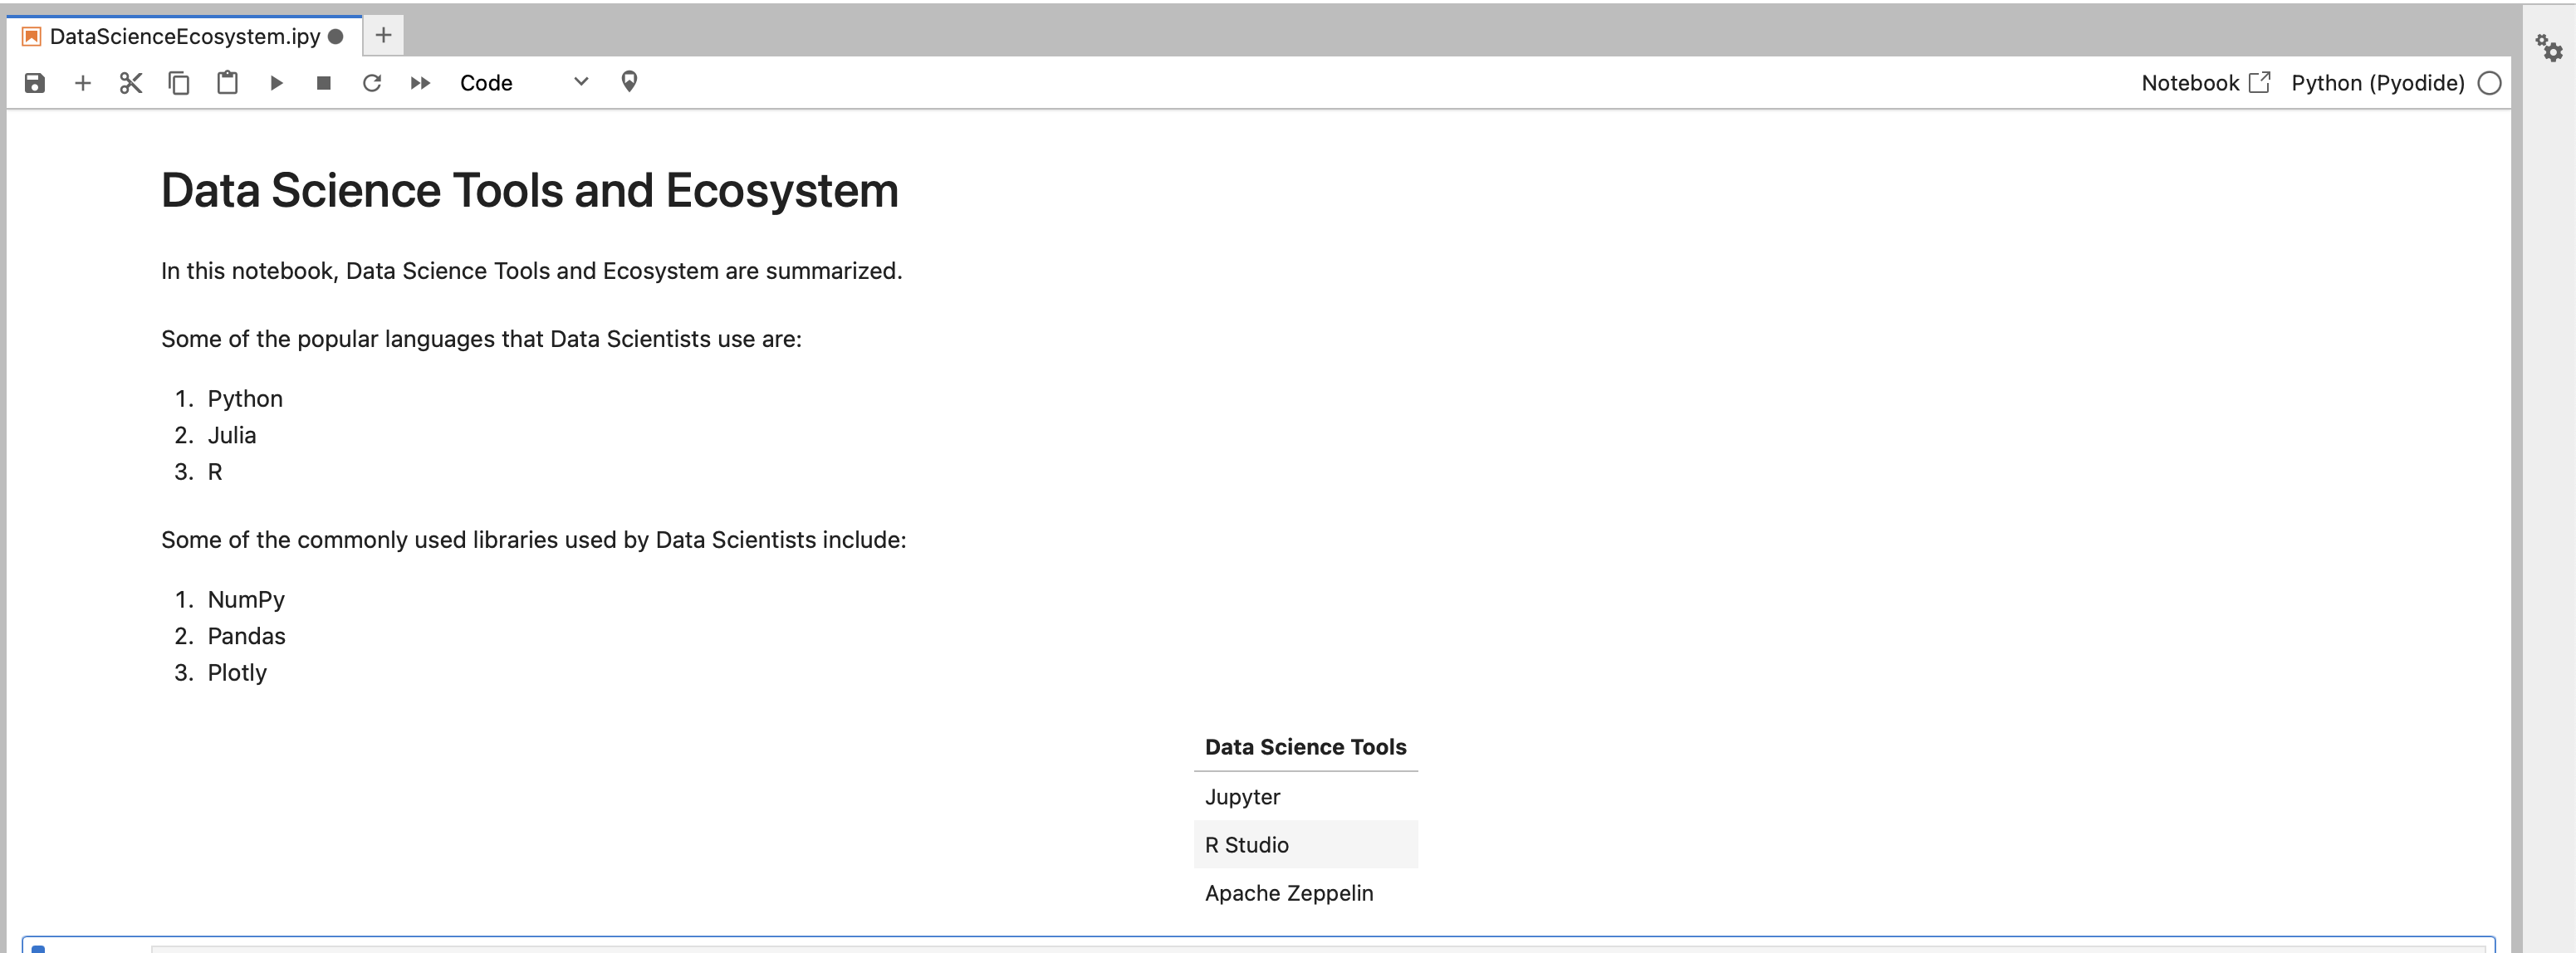 DataScienceEcosystem.ipy
Code
Notebook
Python (Pyodide)
Data Science Tools and Ecosystem
In this notebook, Data Science Tools and Ecosystem are summarized.
Some of the popular languages that Data Scientists use are:
1. Python
2. Julia
3. R
Some of the commonly used libraries used by Data Scientists include:
1. NumPy
2. Pandas
3. Plotly
Data Science Tools
Jupyter
R Studio
Apache Zeppelin